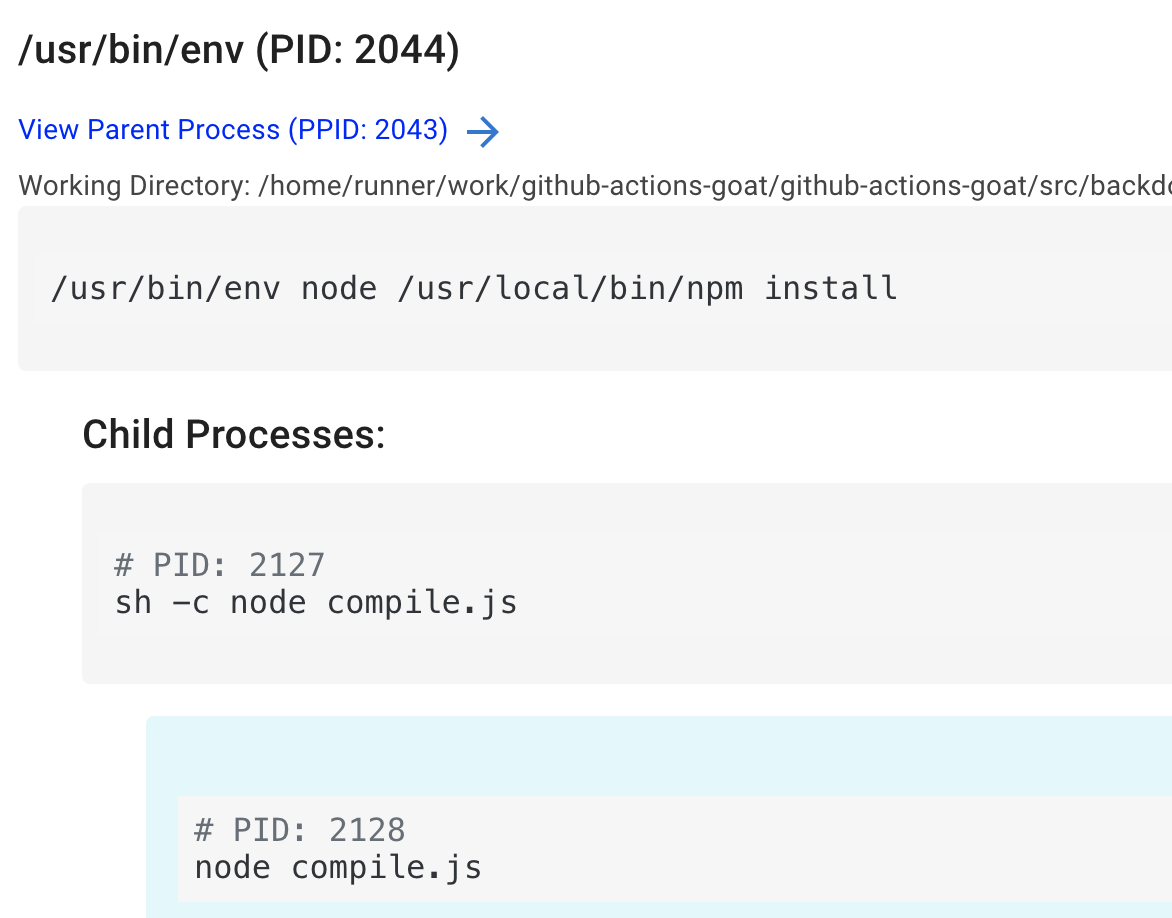 /usr/bin/env (PID: 2044)
View Parent Process (PPID: 2043) →
Working Directory: /home/runner/work/github-actions-goat/github-actions-goat/src/backdo
/usr/bin/env node /usr/local/bin/npm install
Child Processes:
# PID: 2127
sh -c node compile.js
# PID: 2128
node compile.js